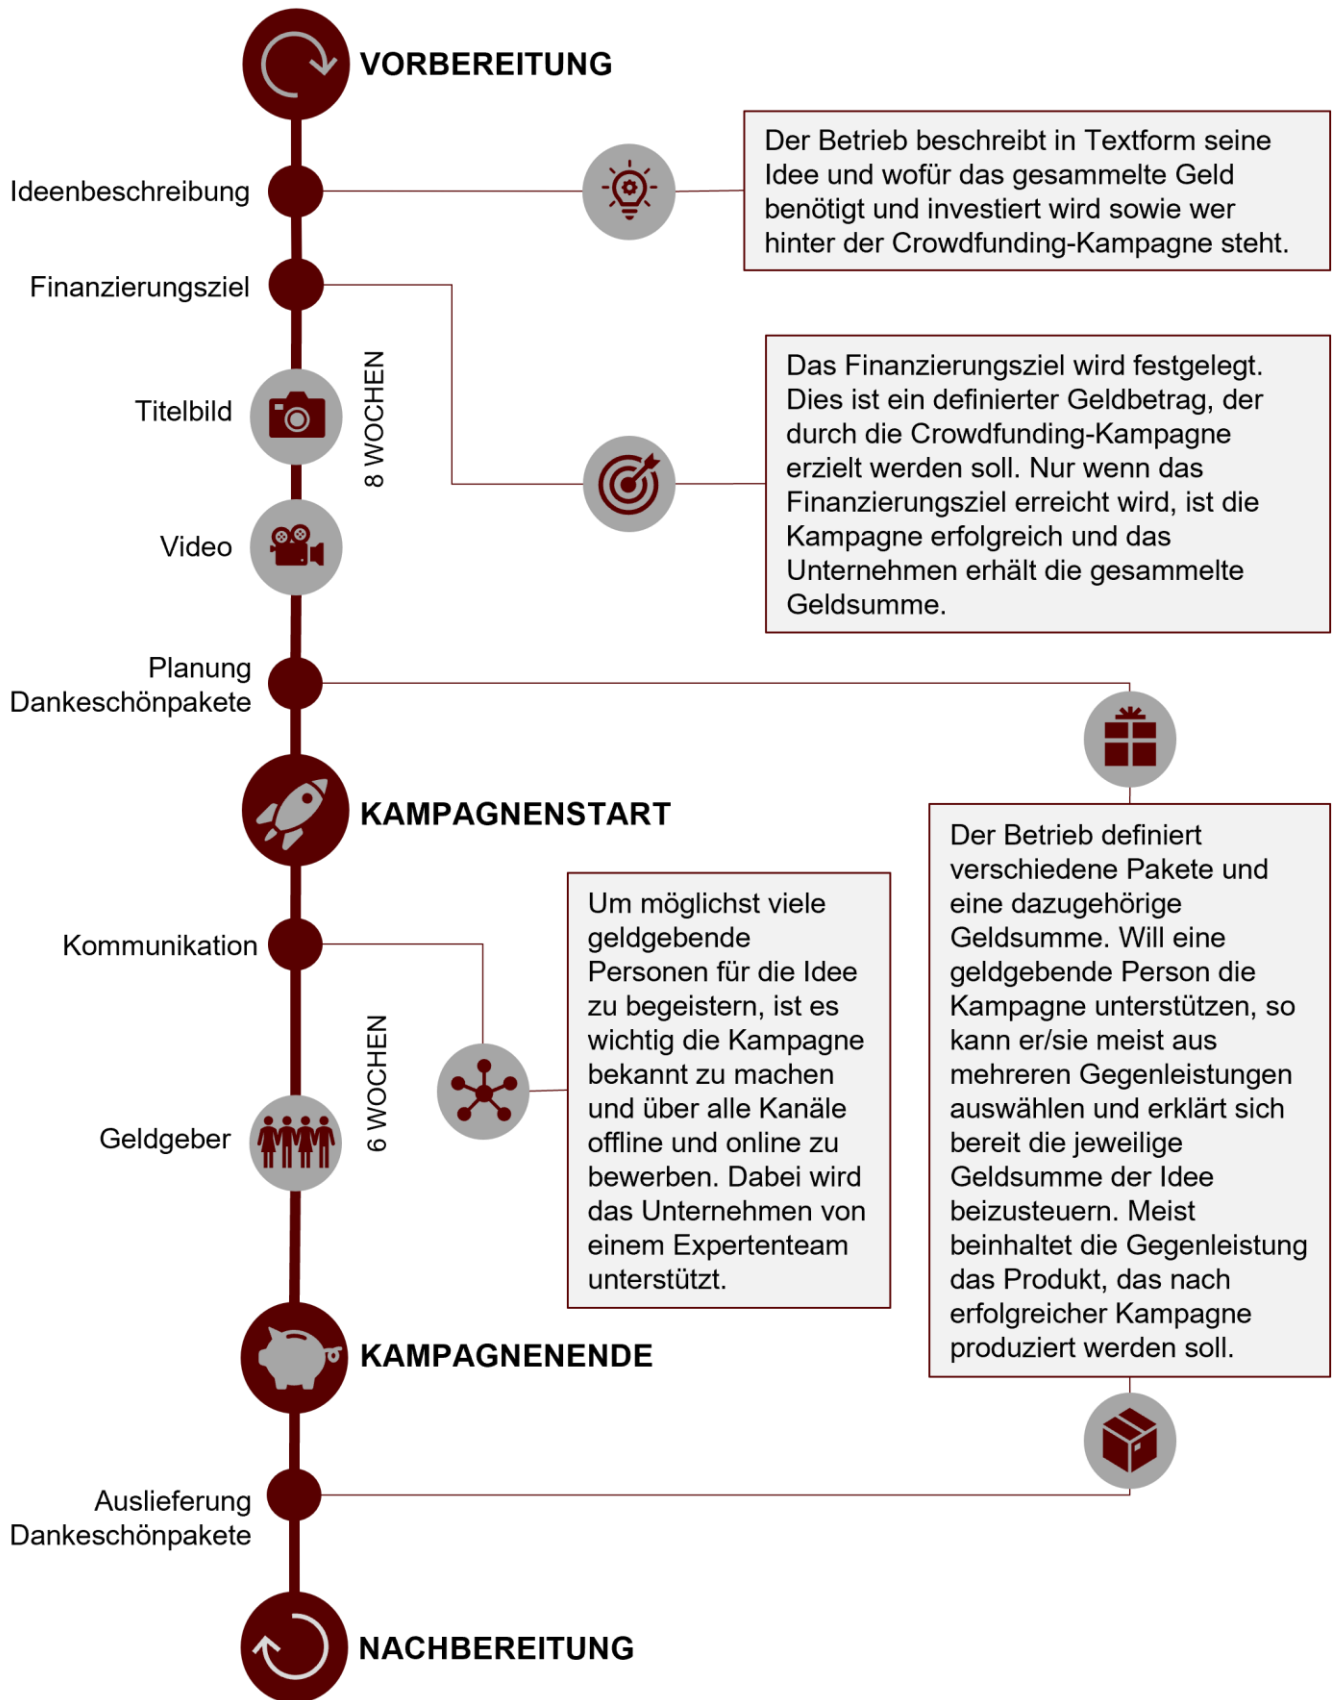 VORBEREITUNG
Ideenbeschreibung
Der Betrieb beschreibt in Textform seine
Idee und wofür das gesammelte Geld
benötigt und investiert wird sowie wer
hinter der Crowdfunding-Kampagne steht.
Finanzierungsziel
Das Finanzierungsziel wird festgelegt.
Dies ist ein definierter Geldbetrag, der
durch die Crowdfunding-Kampagne
erzielt werden soll. Nur wenn das
Finanzierungsziel erreicht wird, ist die
Kampagne erfolgreich und das
Unternehmen erhält die gesammelte
Geldsumme.
Titelbild
8 WOCHEN
Video
Planung
Dankeschönpakete
KAMPAGNENSTART
Der Betrieb definiert
verschiedene Pakete und
eine dazugehörige
Geldsumme. Will eine
geldgebende Person die
Kampagne unterstützen, so
kann er/sie meist aus
mehreren Gegenleistungen
auswählen und erklärt sich
bereit die jeweilige
Geldsumme der Idee
beizusteuern. Meist
beinhaltet die Gegenleistung
das Produkt, das nach
erfolgreicher Kampagne
produziert werden soll.
Kommunikation
Um möglichst viele
geldgebende
Personen für die Idee
zu begeistern, ist es
wichtig die Kampagne
bekannt zu machen
und über alle Kanäle
offline und online zu
bewerben. Dabei wird
das Unternehmen von
einem Expertenteam
unterstützt.
6 WOCHEN
Geldgeber
KAMPAGNENENDE
Auslieferung
Dankeschönpakete
NACHBEREITUNG